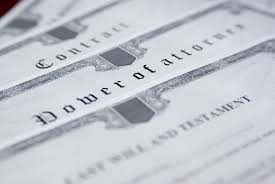 Contract
Power of attorney
LAST WILL AND TESTAMENT